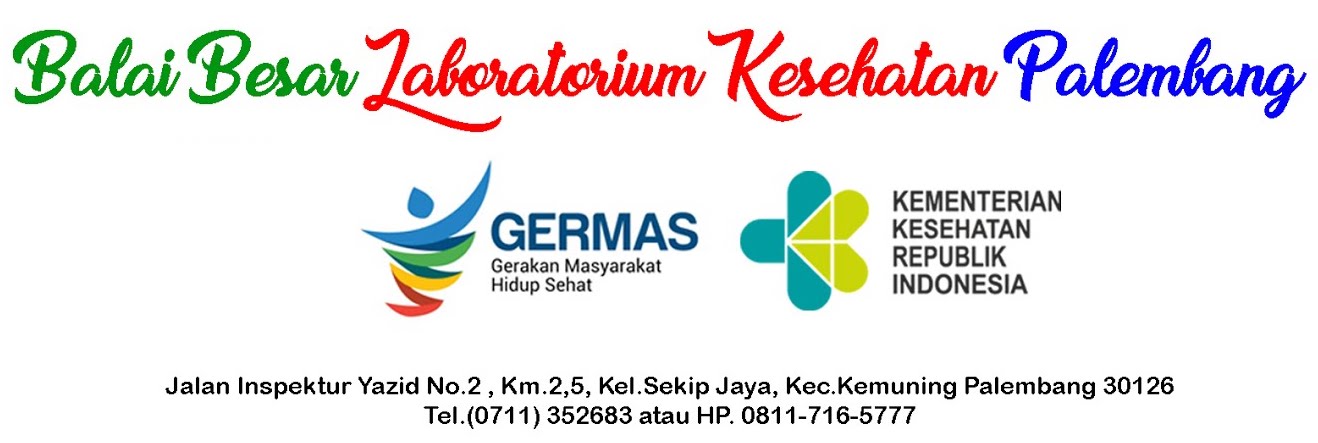 Balai Besar Laboratorium Kesehatan Palembang
GERMAS
Gerakan Masyarakat
Hidup Sehat
KEMENTERIAN
KESEHATAN
REPUBLIK
INDONESIA
Jalan Inspektur Yazid No.2 , Km.2,5, Kel.Sekip Jaya, Kec.Kemuning Palembang 30126
Tel.(0711) 352683 atau HP. 0811-716-5777